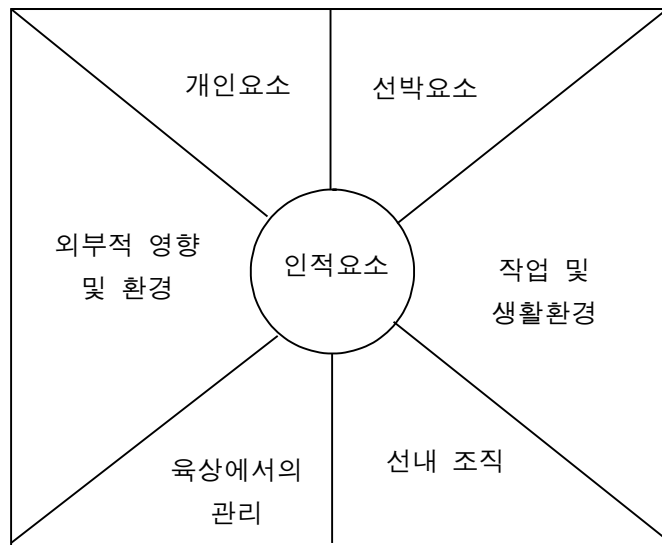 개인요소
선박요소
외부적 영향
및 환경
인적요소
작업 및
생활환경
육상에서의
관리
선내 조직